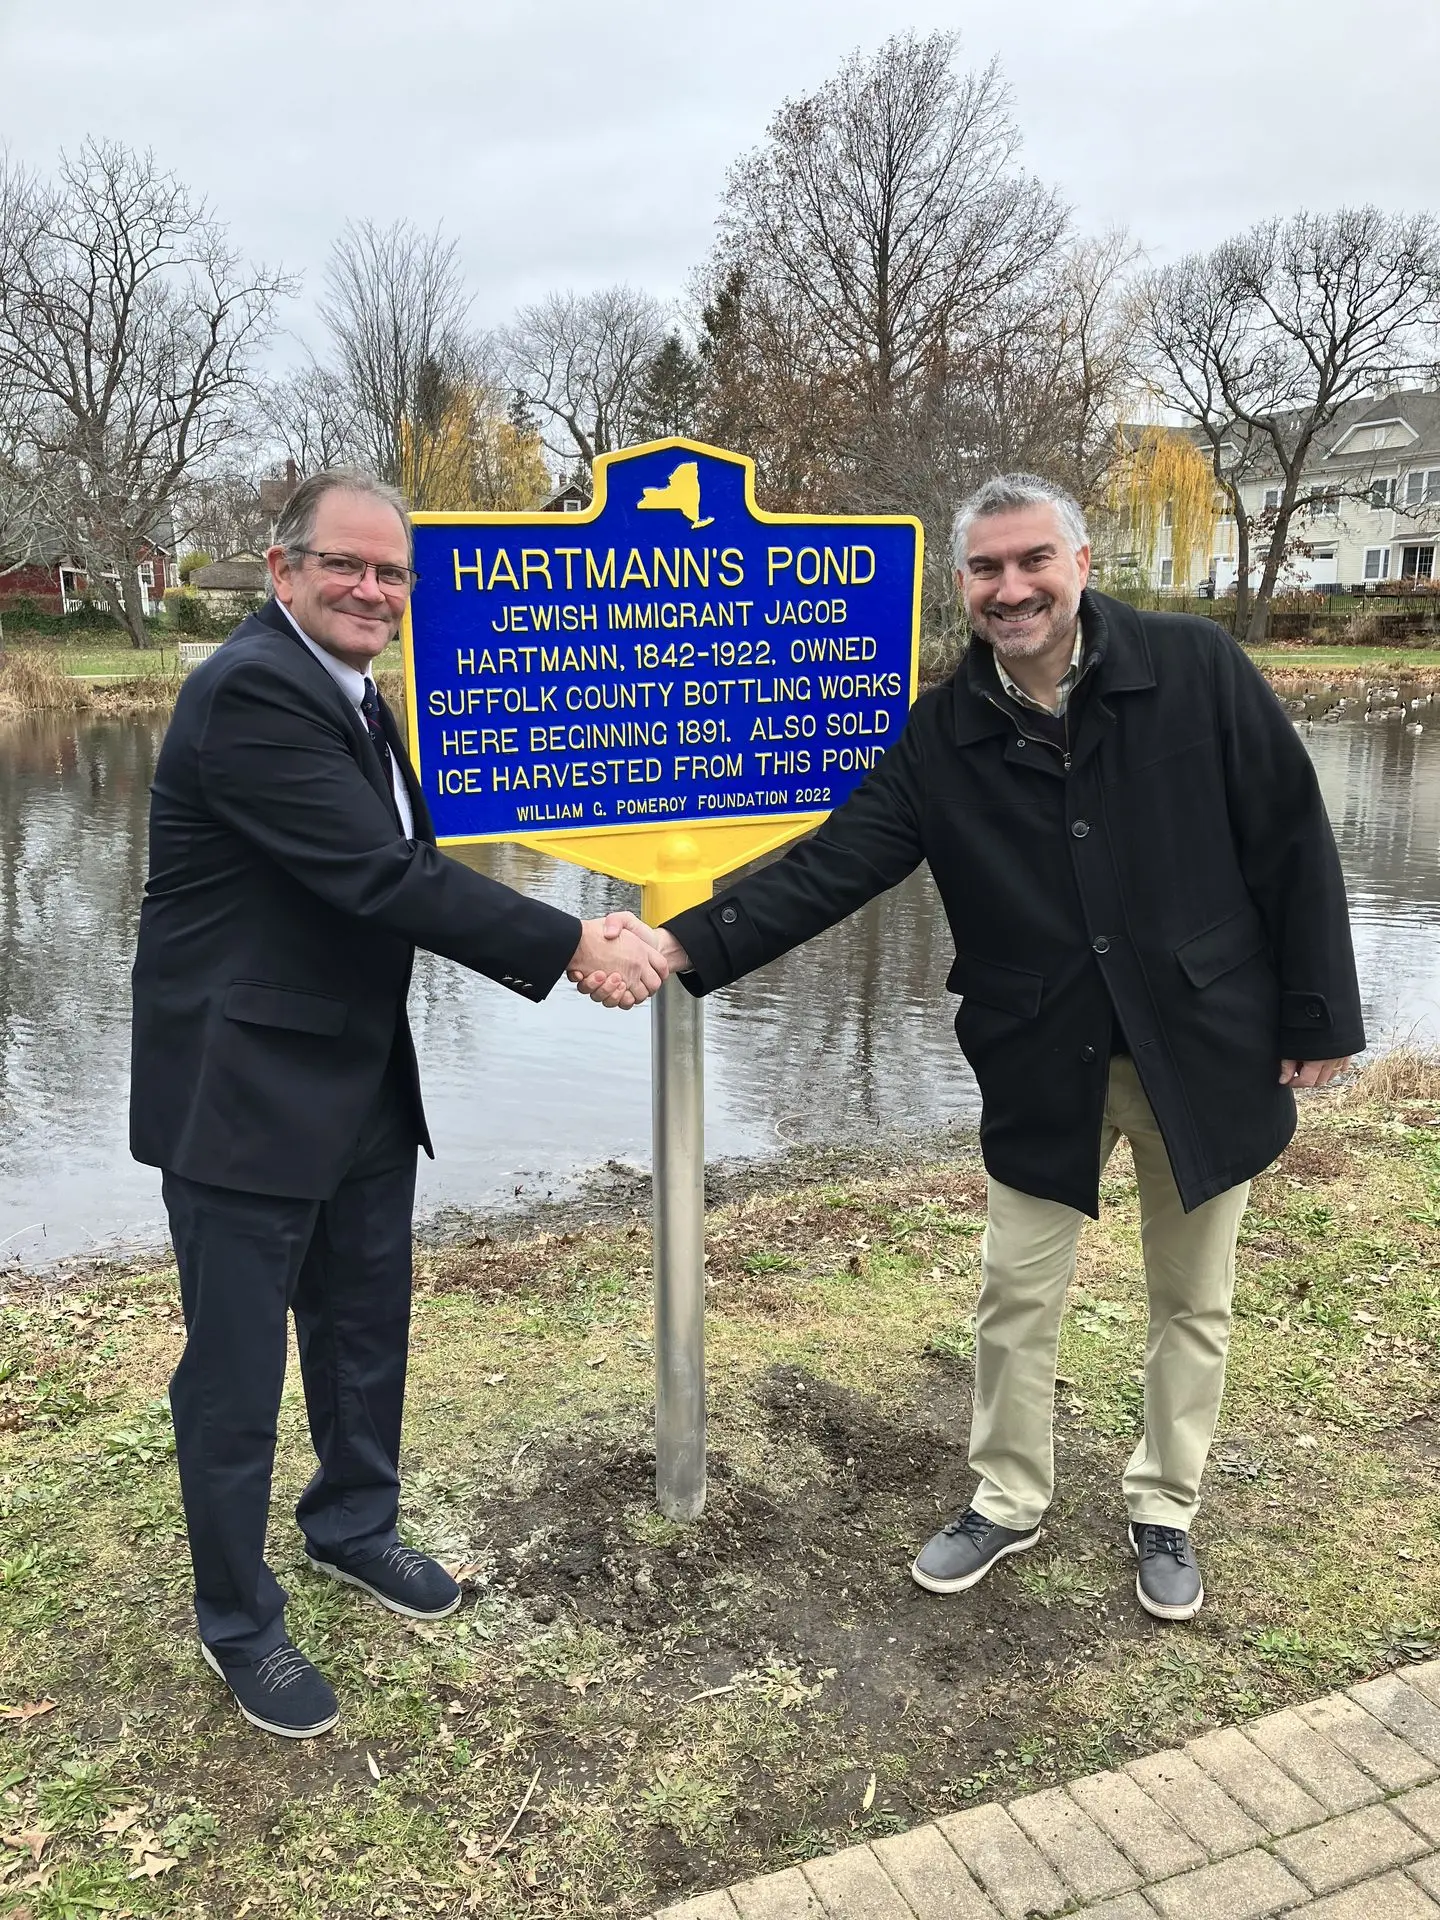 HARTMANN'S POND
JEWISH IMMIGRANT JACOB
HARTMANN, 1842-1922, OWNED
SUFFOLK COUNTY BOTTLING WORKS
HERE BEGINNING 1891. ALSO SOLD
ICE HARVESTED FROM THIS POND
WILLIAM G. POMEROY FOUNDATION 2022